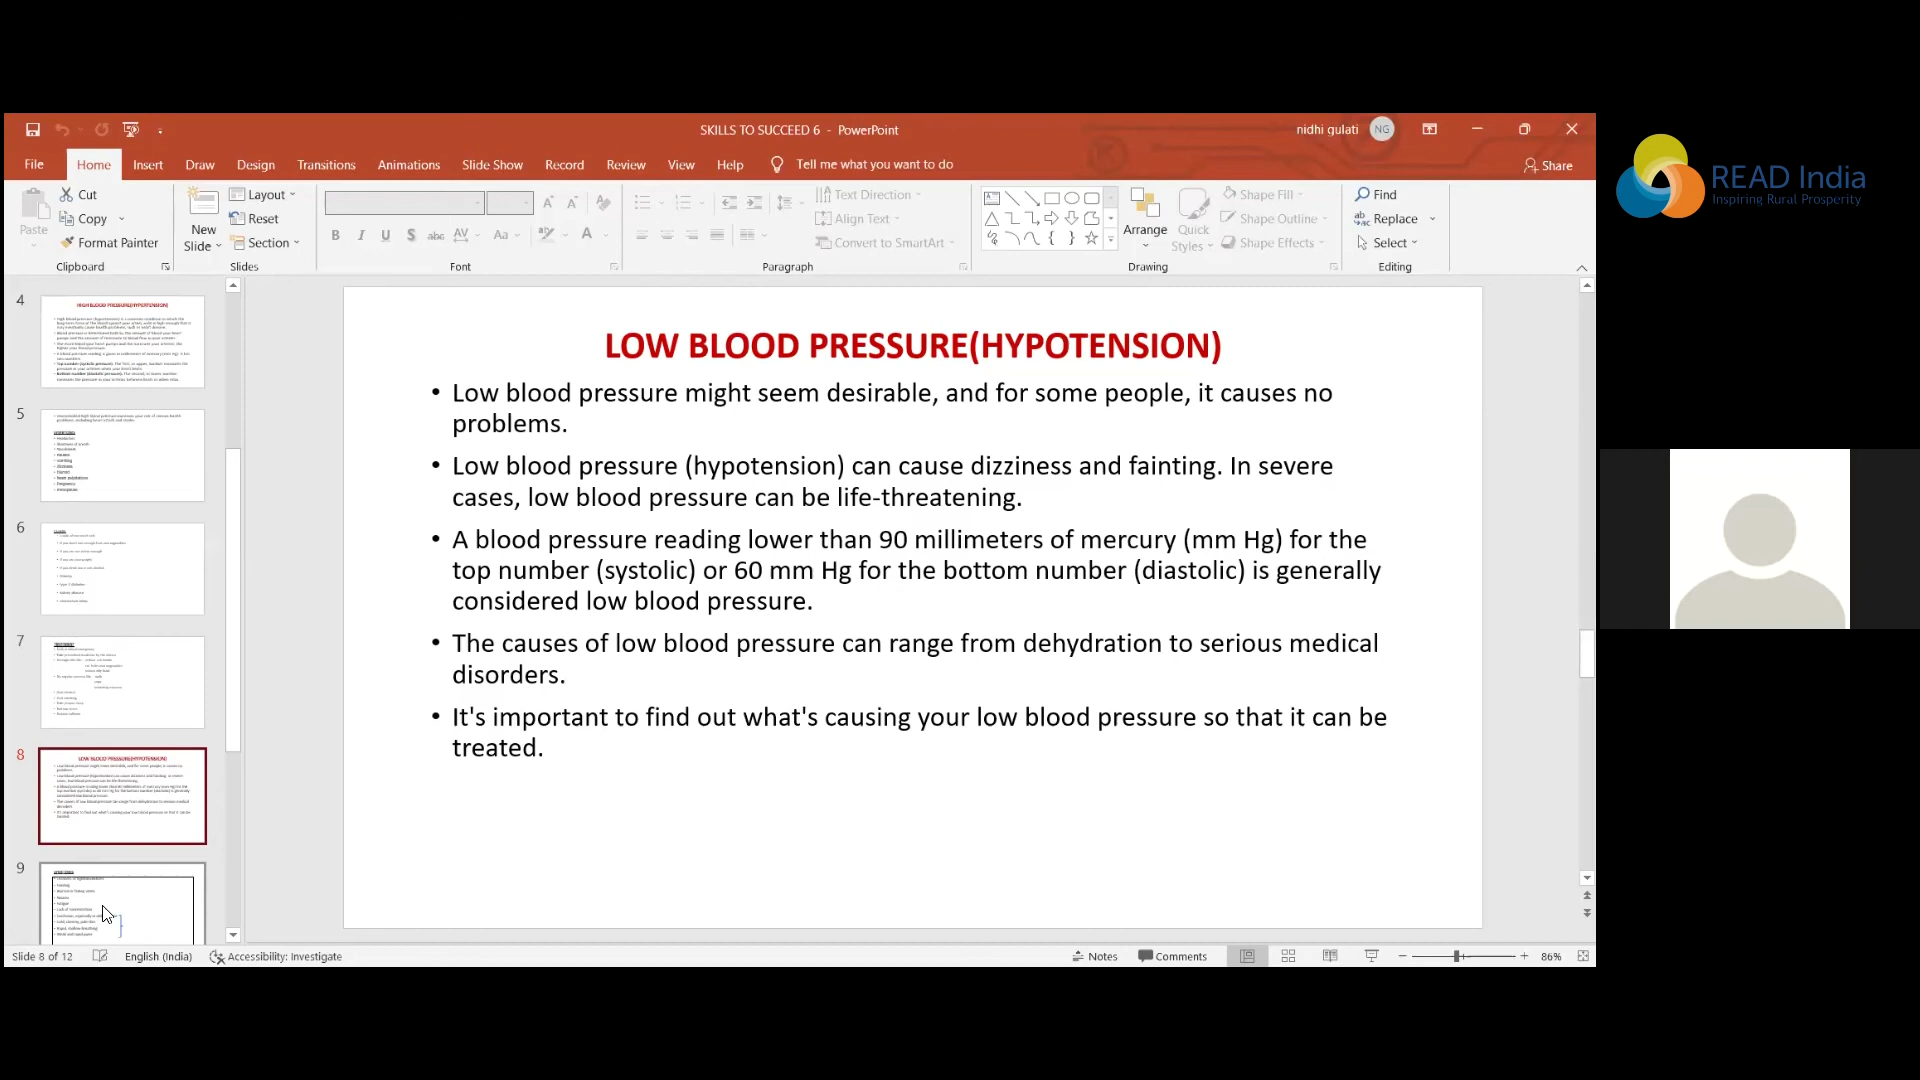 SKILLS TO SUCCEED 6 - PowerPoint
nidhi gulati NG
File Home Insert Draw Design Transitions Animations Slide Show Record Review View Help Tell me what you want to do Share
Paste
Cut
Copy
Format Painter
Clipboard
New
Slide
Layout
Reset
Section
Slides
Font
Text Direction
Align Text
Convert to SmartArt
Paragraph
Arrange
Quick
Styles
Shape Fill
Shape Outline
Shape Effects
Drawing
Find
Replace
Select
Editing
READ India
Inspiring Rural Prosperity
4
HIGH BLOOD PRESSURE(HYPERTENSION)
5
6
7
8
LOW BLOOD PRESSURE(HYPOTENSION)
9
LOW BLOOD PRESSURE(HYPOTENSION)
• Low blood pressure might seem desirable, and for some people, it causes no
problems.
• Low blood pressure (hypotension) can cause dizziness and fainting. In severe
cases, low blood pressure can be life-threatening.
• A blood pressure reading lower than 90 millimeters of mercury (mm Hg) for the
top number (systolic) or 60 mm Hg for the bottom number (diastolic) is generally
considered low blood pressure.
• The causes of low blood pressure can range from dehydration to serious medical
disorders.
• It's important to find out what's causing your low blood pressure so that it can be
treated.
Slide 8 of 12 English (India) Accessibility: Investigate Notes Comments 86%